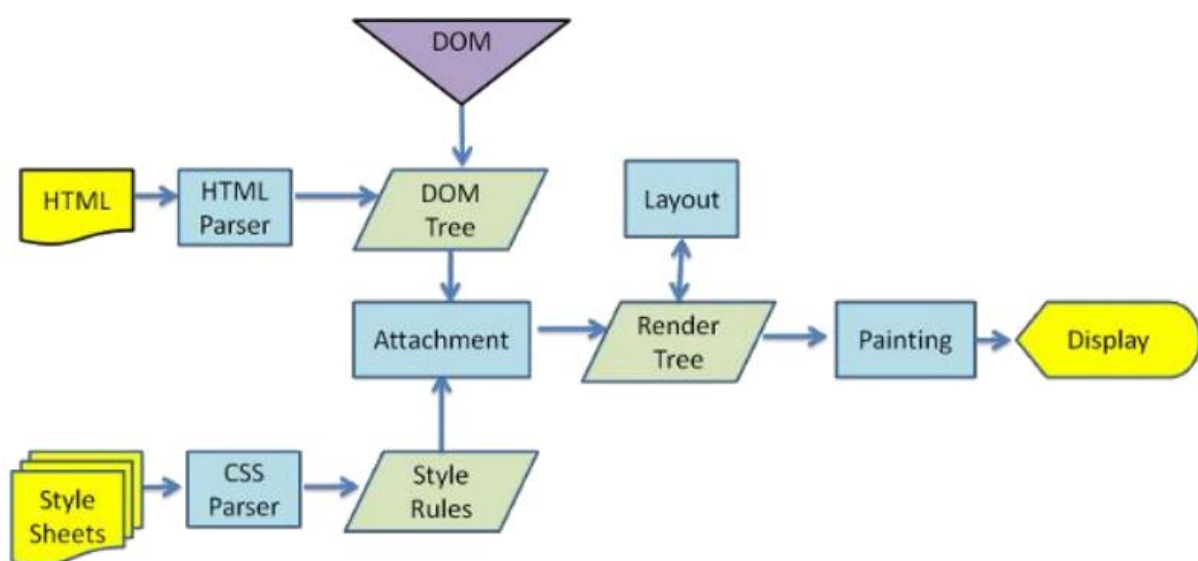 DOM
HTML
HTML
Parser
DOM
Tree
Layout
Attachment
Render
Tree
Painting
Display
Style
Sheets
CSS
Parser
Style
Rules